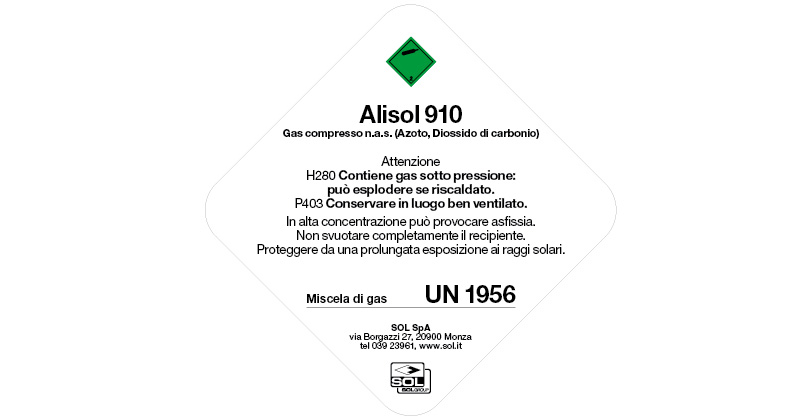 2
Alisol 910
Gas compresso n.a.s. (Azoto, Diossido di carbonio)
Attenzione
H280 Contiene gas sotto pressione:
può esplodere se riscaldato.
P403 Conservare in luogo ben ventilato.
In alta concentrazione può provocare asfissia.
Non svuotare completamente il recipiente.
Proteggere da una prolungata esposizione ai raggi solari.
Miscela di gas UN 1956
SOL SpA
via Borgazzi 27, 20900 Monza
tel 039 23961, www.sol.it
SOL
SOLGROUP